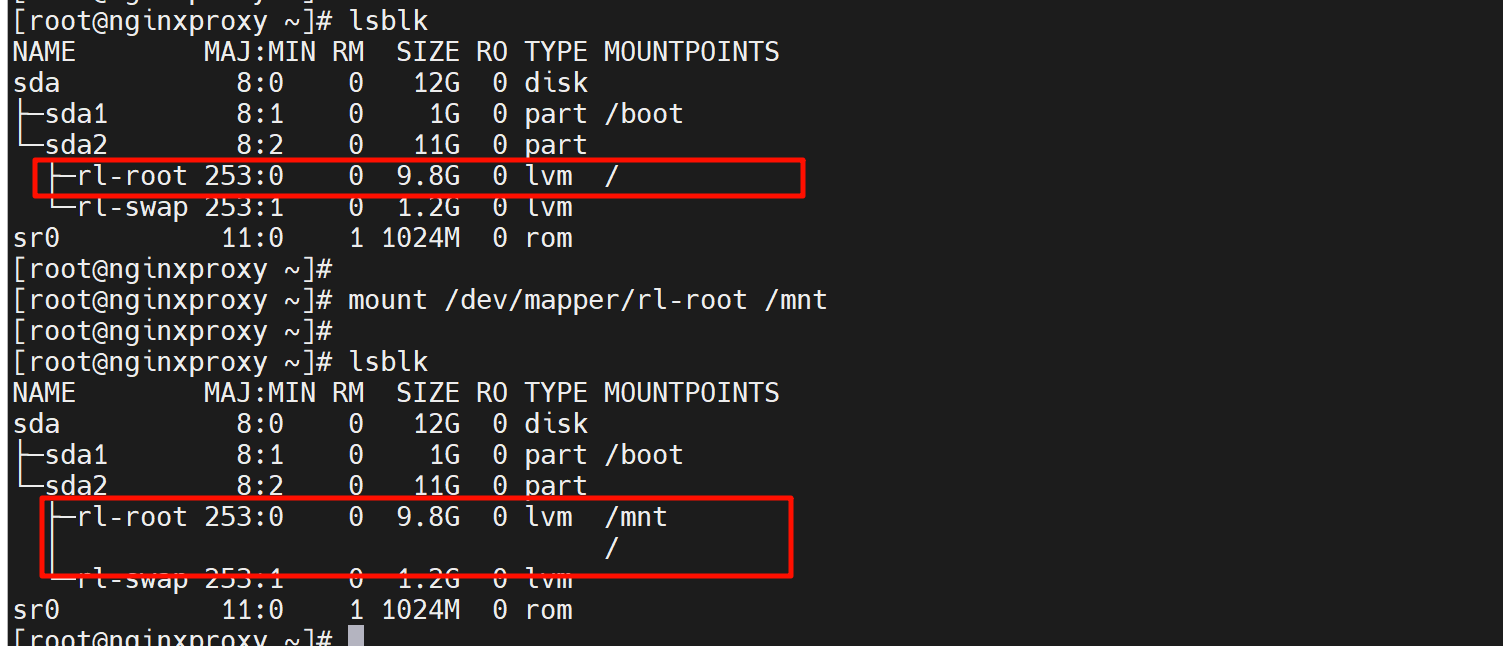 [root@nginxproxy ~]# lsblk
NAME        MAJ:MIN RM  SIZE RO TYPE MOUNTPOINTS
sda           8:0    0   12G  0 disk
├─sda1        8:1    0    1G  0 part /boot
└─sda2        8:2    0   11G  0 part
  ├─rl-root 253:0    0  9.8G  0 lvm  /
  └─rl-swap 253:1    0  1.2G  0 lvm
sr0          11:0    1 1024M  0 rom
[root@nginxproxy ~]#
[root@nginxproxy ~]# mount /dev/mapper/rl-root /mnt
[root@nginxproxy ~]#
[root@nginxproxy ~]# lsblk
NAME        MAJ:MIN RM  SIZE RO TYPE MOUNTPOINTS
sda           8:0    0   12G  0 disk
├─sda1        8:1    0    1G  0 part /boot
└─sda2        8:2    0   11G  0 part
  ├─rl-root 253:0    0  9.8G  0 lvm  /mnt
  │                                  /
  └─rl-swap 253:1    0  1.2G  0 lvm
sr0          11:0    1 1024M  0 rom
[root@nginxproxy ~]#